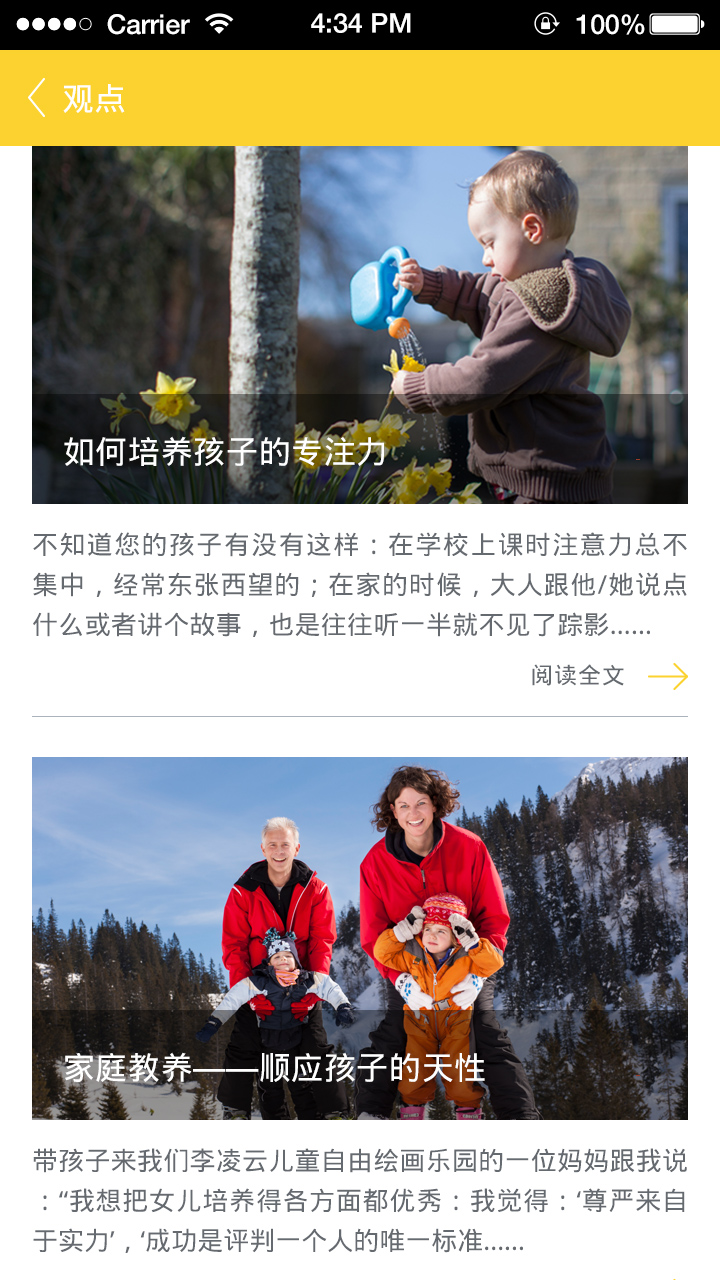 Carrier 4:34 PM 100%
观点
如何培养孩子的专注力
不知道您的孩子有没有这样：在学校上课时注意力总不
集中，经常东张西望的；在家的时候，大人跟他/她说点
什么或者讲个故事，也是往往听一半就不见了踪影......
阅读全文
家庭教养——顺应孩子的天性
带孩子来我们李凌云儿童自由绘画乐园的一位妈妈跟我说
：“我想把女儿培养得各方面都优秀：我觉得：‘尊严来自
于实力’，‘成功是评判一个人的唯一标准......